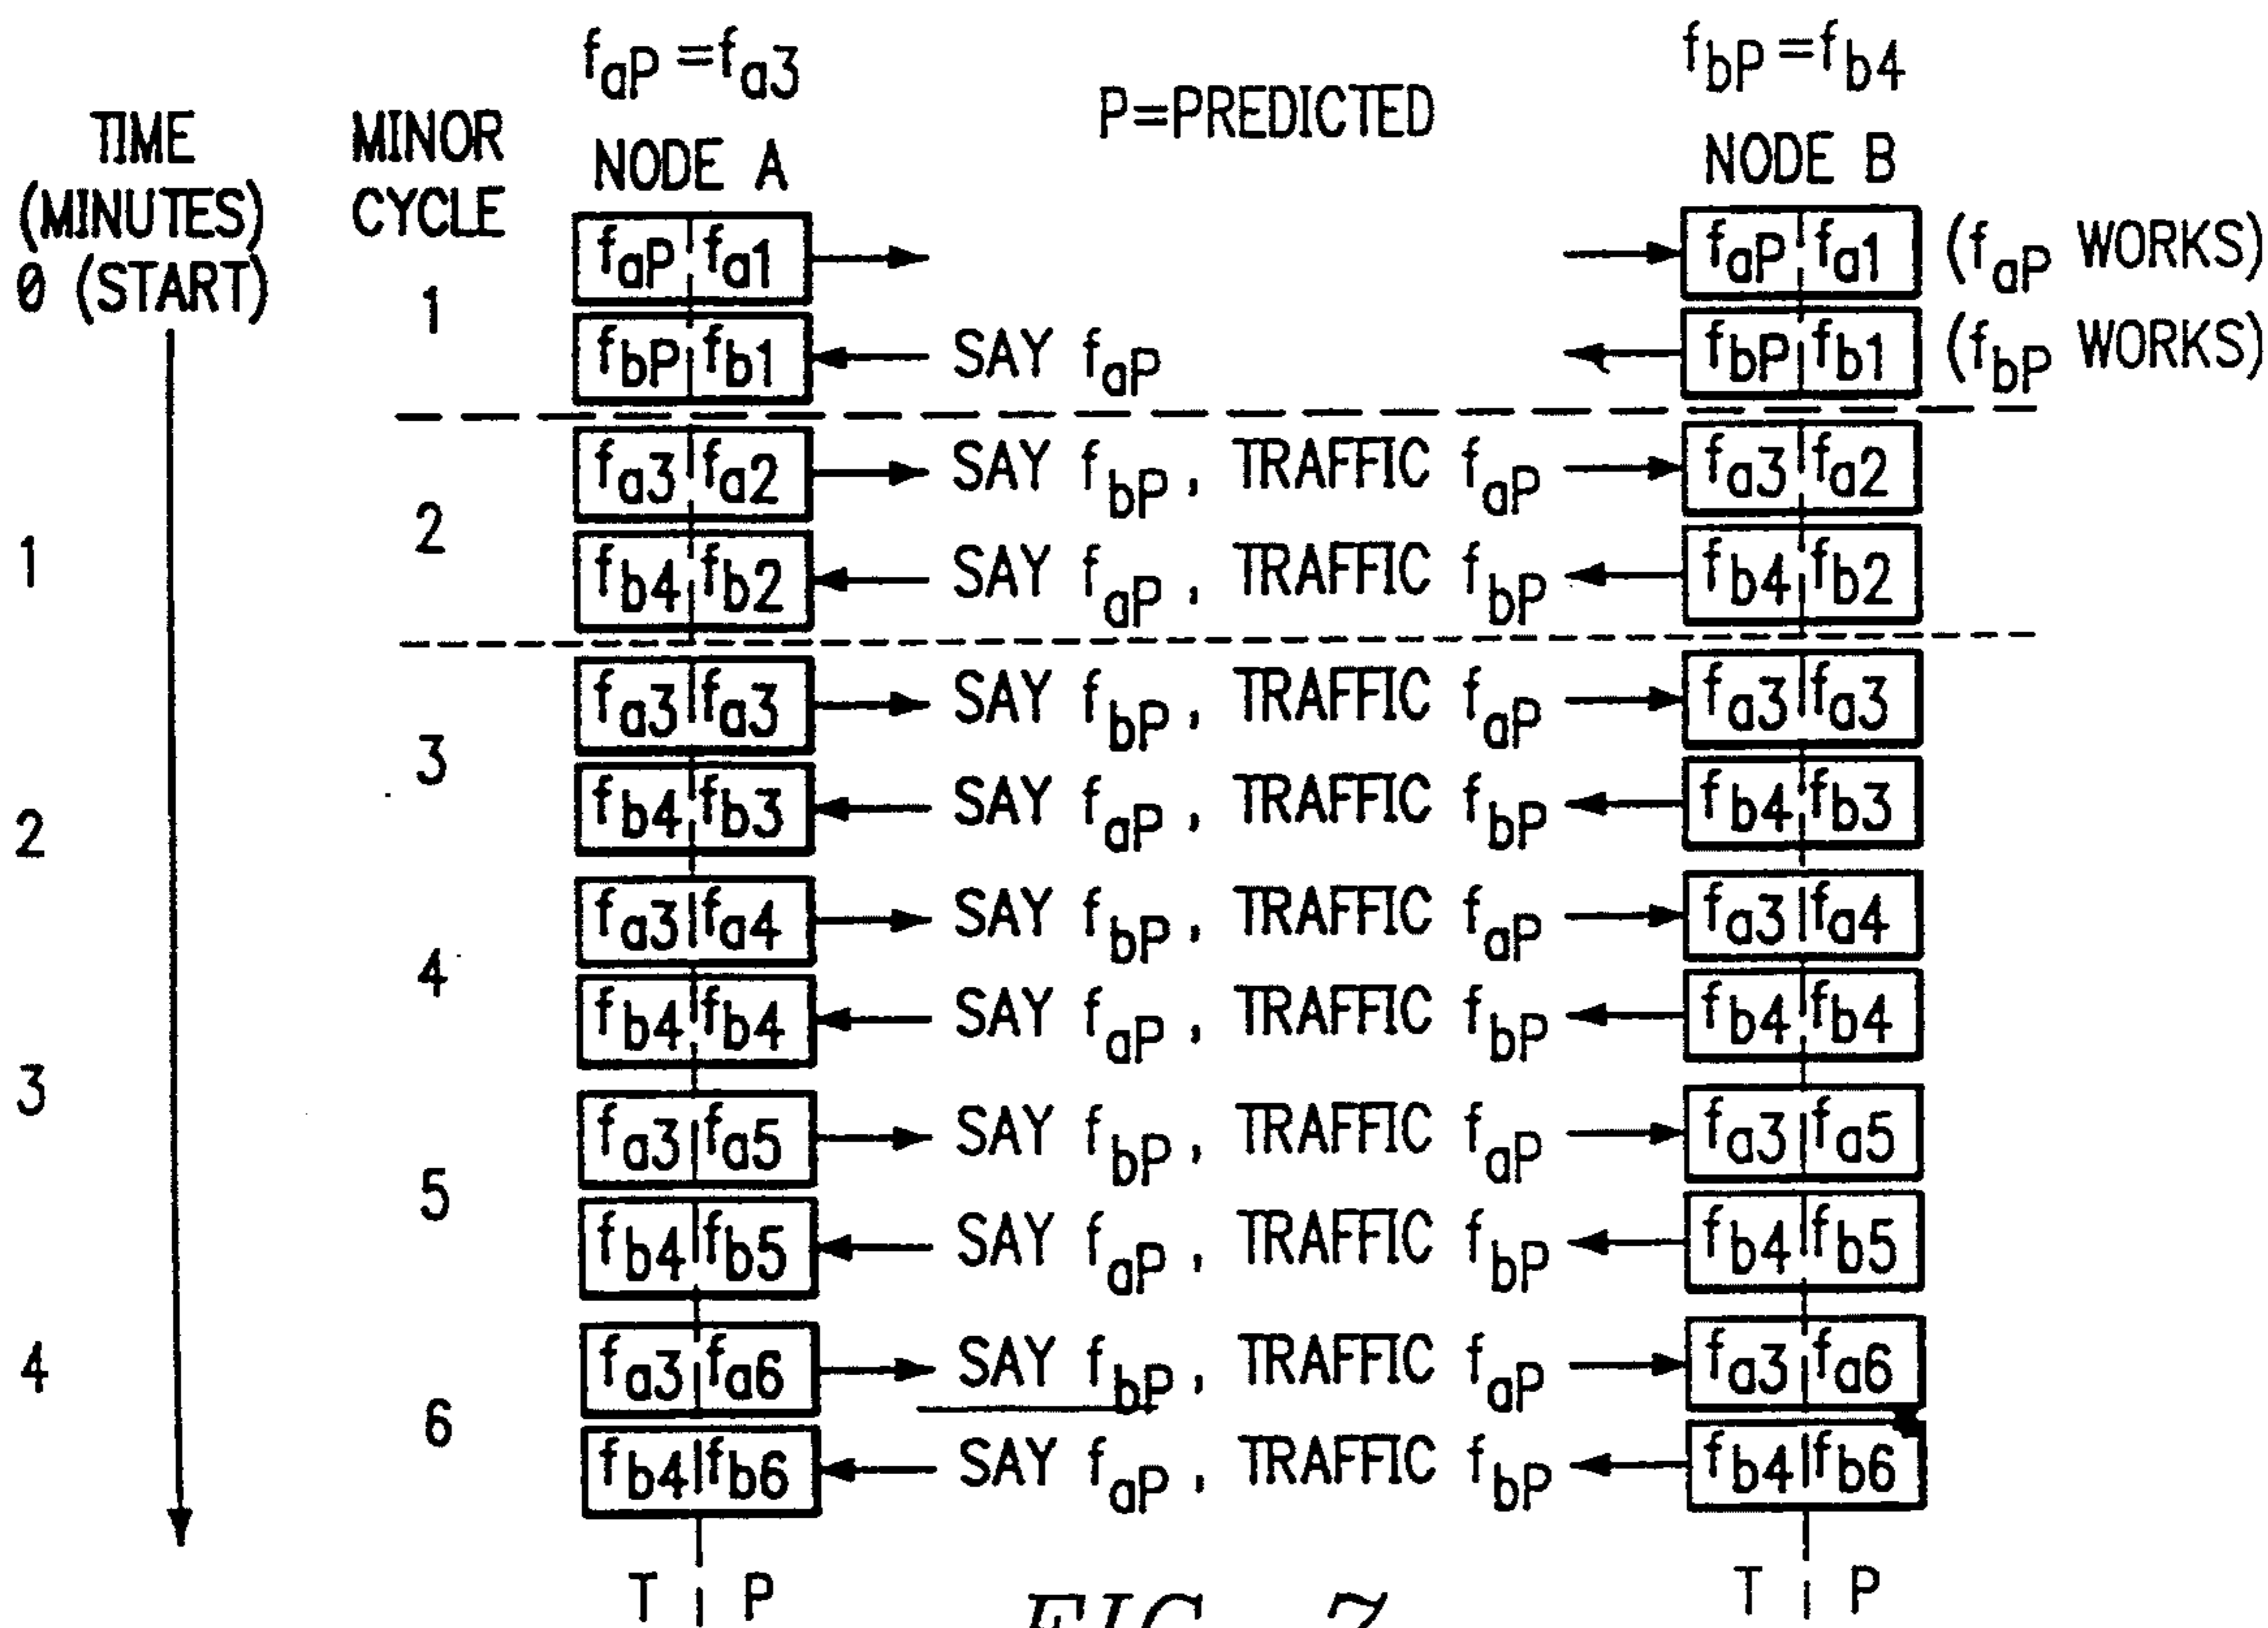 f_aP = f_a3
f_bP = f_b4
P=PREDICTED
TIME
(MINUTES)
0 (START)
MINOR
CYCLE
NODE A
NODE B
1
f_aP f_a1
f_aP f_a1 (f_aP WORKS)
f_bP f_b1 SAY f_aP
f_bP f_b1 (f_bP WORKS)
2
f_a3 f_a2 SAY f_bP, TRAFFIC f_aP f_a3 f_a2
1
f_b4 f_b2 SAY f_aP, TRAFFIC f_bP f_b4 f_b2
3
f_a3 f_a3 SAY f_bP, TRAFFIC f_aP f_a3 f_a3
2
f_b4 f_b3 SAY f_aP, TRAFFIC f_bP f_b4 f_b3
4
f_a3 f_a4 SAY f_bP, TRAFFIC f_aP f_a3 f_a4
f_b4 f_b4 SAY f_aP, TRAFFIC f_bP f_b4 f_b4
3
5
f_a3 f_a5 SAY f_bP, TRAFFIC f_aP f_a3 f_a5
f_b4 f_b5 SAY f_aP, TRAFFIC f_bP f_b4 f_b5
4
6
f_a3 f_a6 SAY f_bP, TRAFFIC f_aP f_a3 f_a6
f_b4 f_b6 SAY f_aP, TRAFFIC f_bP f_b4 f_b6
T P
T P
FIG. 7